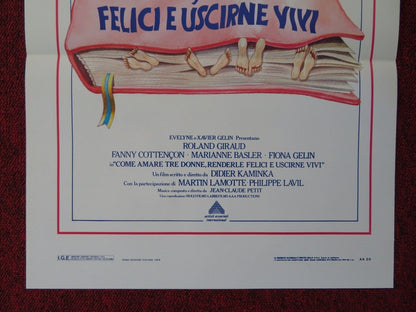 FELICI E USCIRNE VIVI
EVELYNE e XAVIER GELIN Presentano
ROLAND GIRAUD
FANNY COTTENÇON · MARIANNE BASLER · FIONA GELIN
in "COME AMARE TRE DONNE, RENDERLE FELICI E USCIRNE VIVI"
Un film scritto e diretto da DIDIER KAMINKA
Con la partecipazione di MARTIN LAMOTTE PHILIPPE LAVIL
Musica composta e diretta da JEAN-CLAUDE PETIT
I.G.E